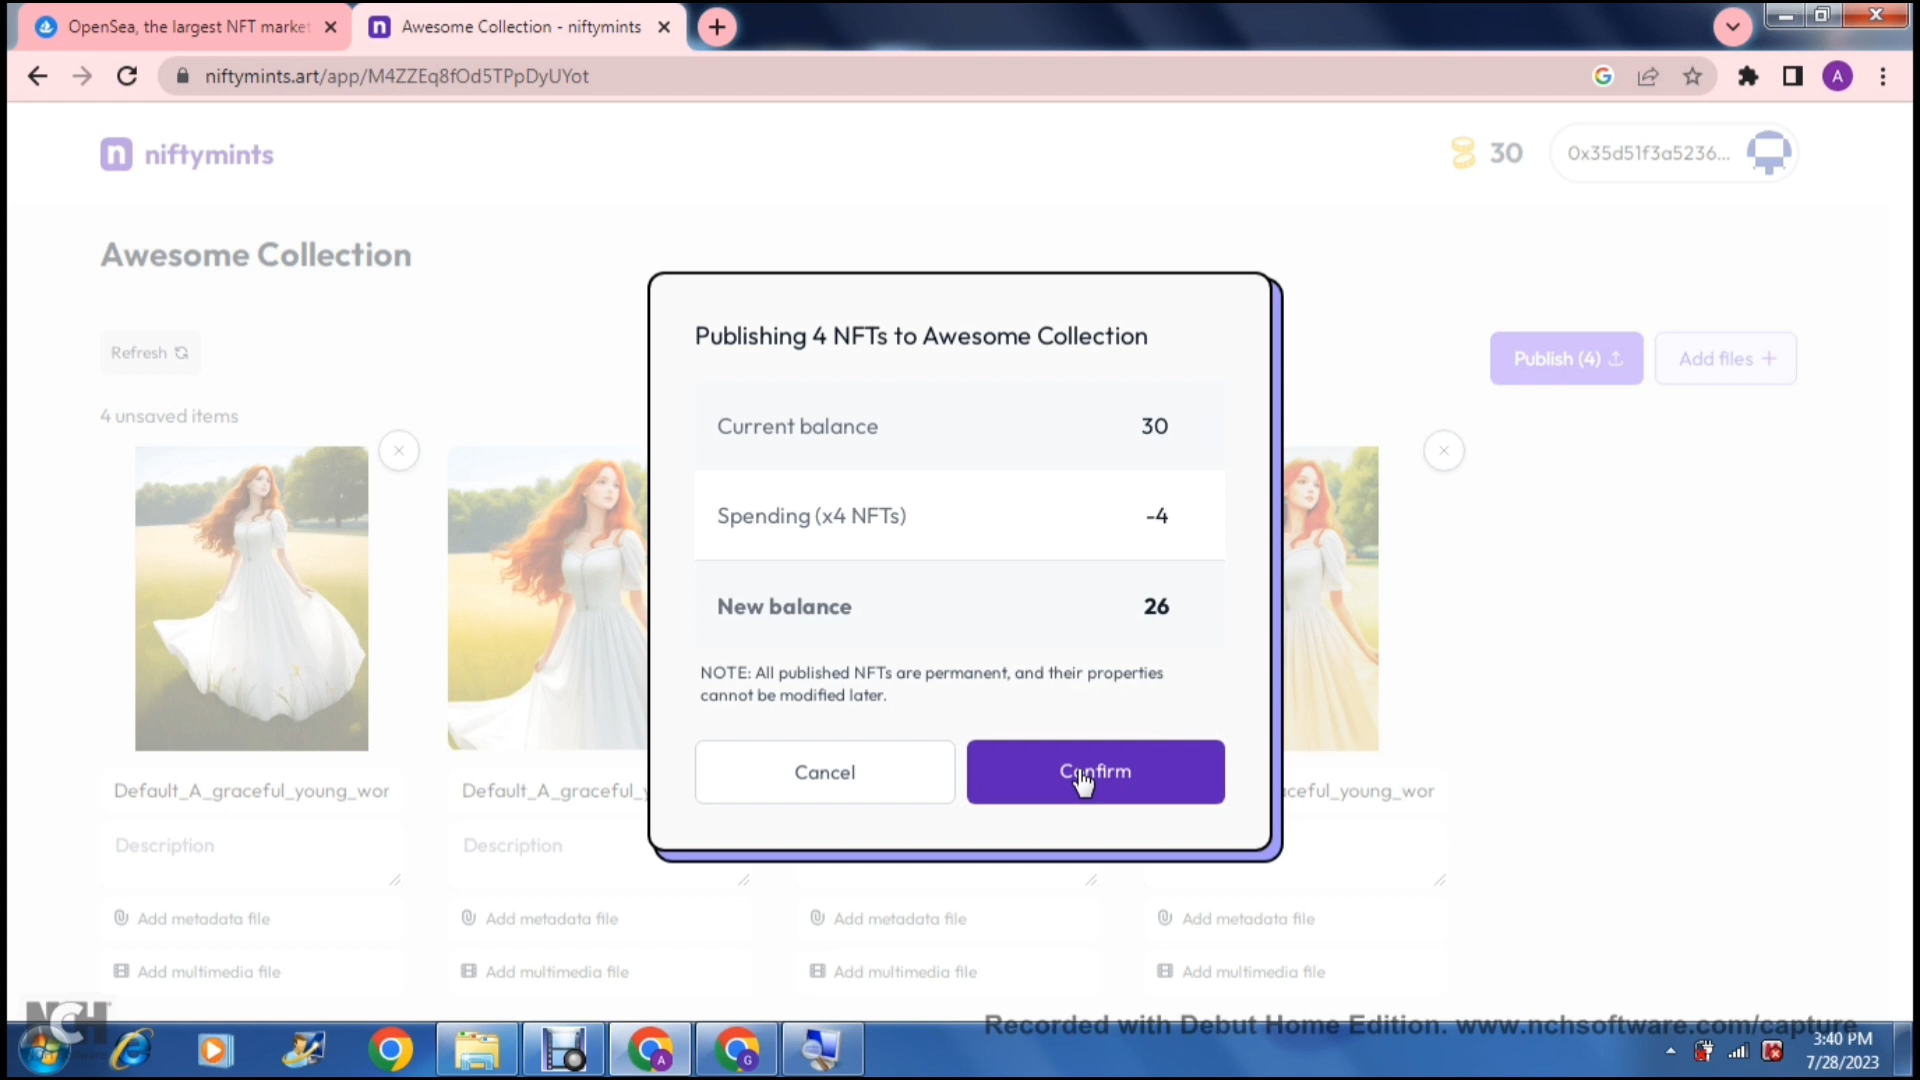 OpenSea, the largest NFT market
Awesome Collection - niftymints
niftymints.art/app/M4ZZEq8fOd5TPpDyUYot
A
n niftymints
30
0x35d51f3a5236...
Awesome Collection
Refresh
Publish (4)
Add files +
4 unsaved items
Publishing 4 NFTs to Awesome Collection
Current balance 30
Spending (x4 NFTs) -4
New balance 26
NOTE: All published NFTs are permanent, and their properties
cannot be modified later.
Cancel
Confirm
Default_A_graceful_young_wor
Default_A_graceful_y
ceful_young_wor
Description
Description
Add metadata file
Add metadata file
Add metadata file
Add metadata file
Add multimedia file
Add multimedia file
Add multimedia file
Add multimedia file
NCH
Recorded with Debut Home Edition. www.nchsoftware.com/capture
A
G
3:40 PM
7/28/2023